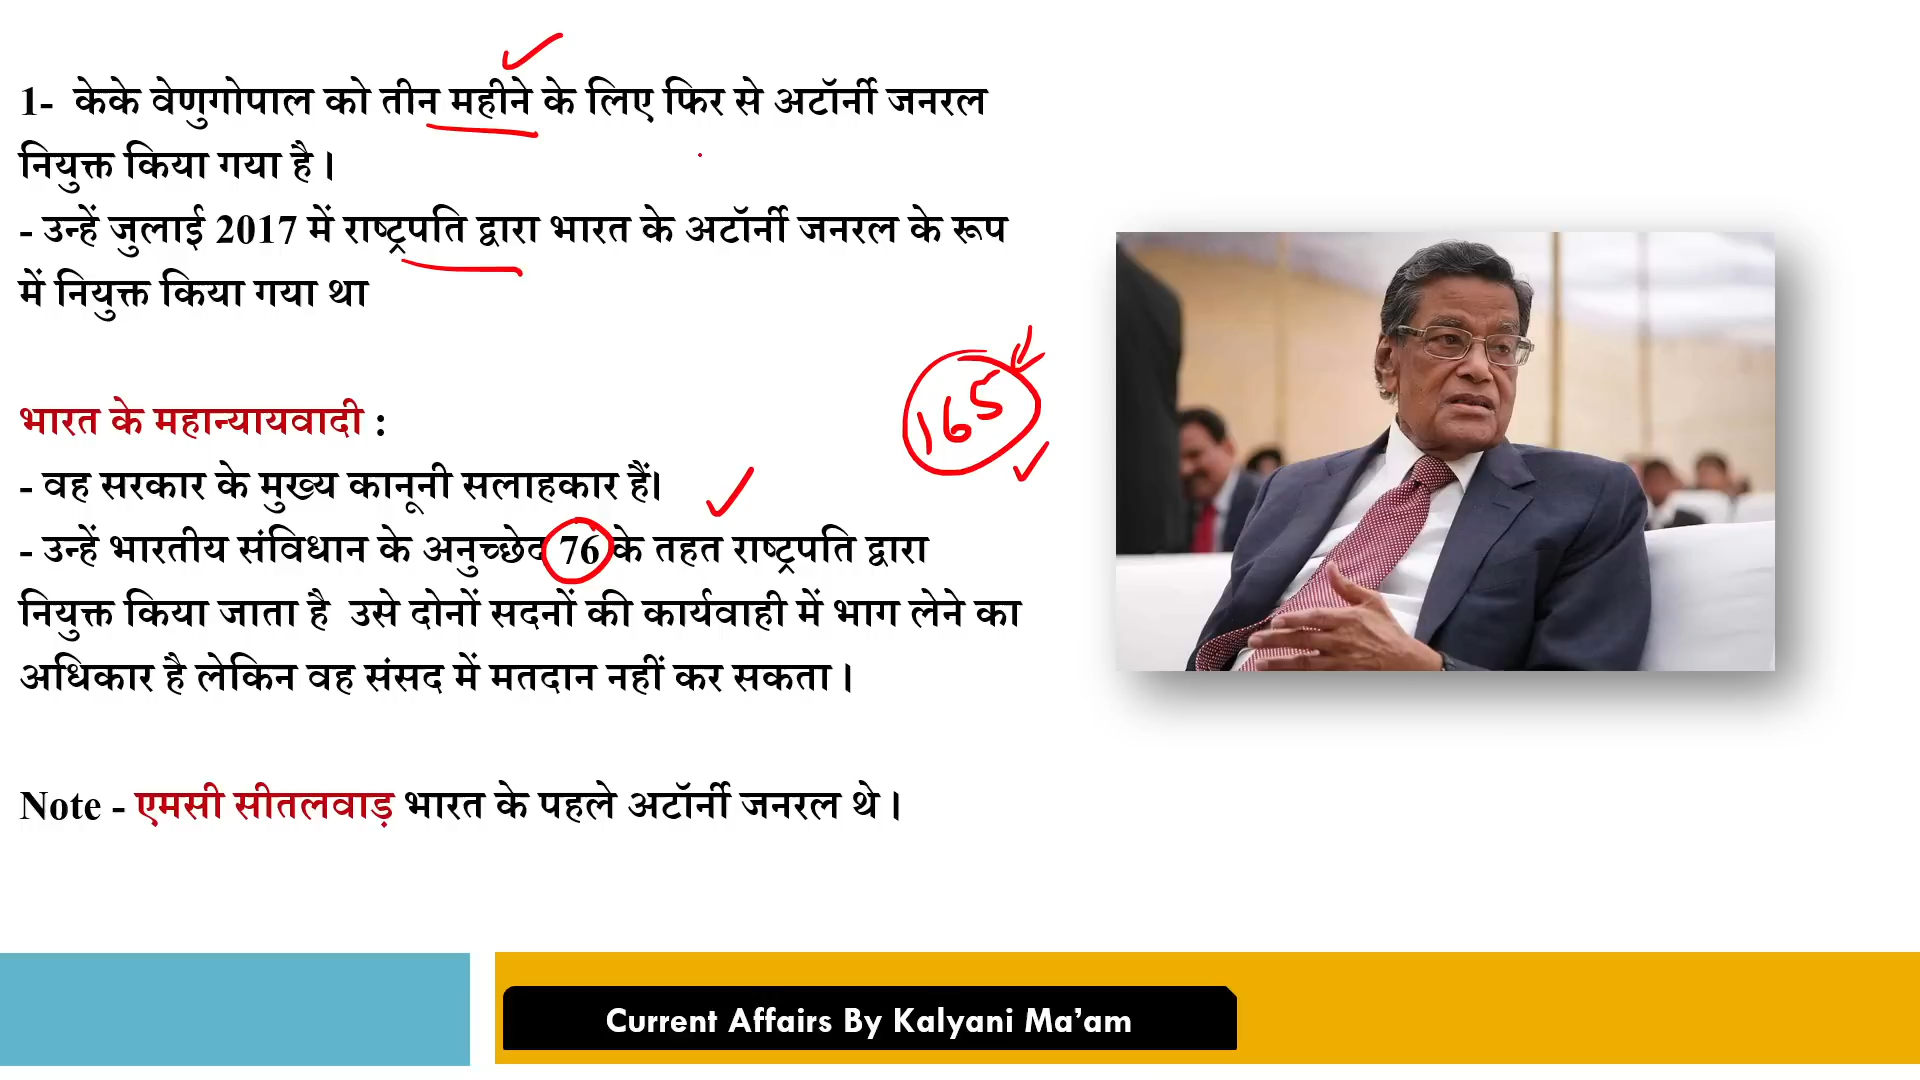 1- केके वेणुगोपाल को तीन महीने के लिए फिर से अटॉर्नी जनरल
नियुक्त किया गया है।
- उन्हें जुलाई 2017 में राष्ट्रपति द्वारा भारत के अटॉर्नी जनरल के रूप
में नियुक्त किया गया था
165
भारत के महान्यायवादी :
- वह सरकार के मुख्य कानूनी सलाहकार हैं।
- उन्हें भारतीय संविधान के अनुच्छेद 76 के तहत राष्ट्रपति द्वारा
नियुक्त किया जाता है उसे दोनों सदनों की कार्यवाही में भाग लेने का
अधिकार है लेकिन वह संसद में मतदान नहीं कर सकता।
Note - एमसी सीतलवाड़ भारत के पहले अटॉर्नी जनरल थे।
Current Affairs By Kalyani Ma’am